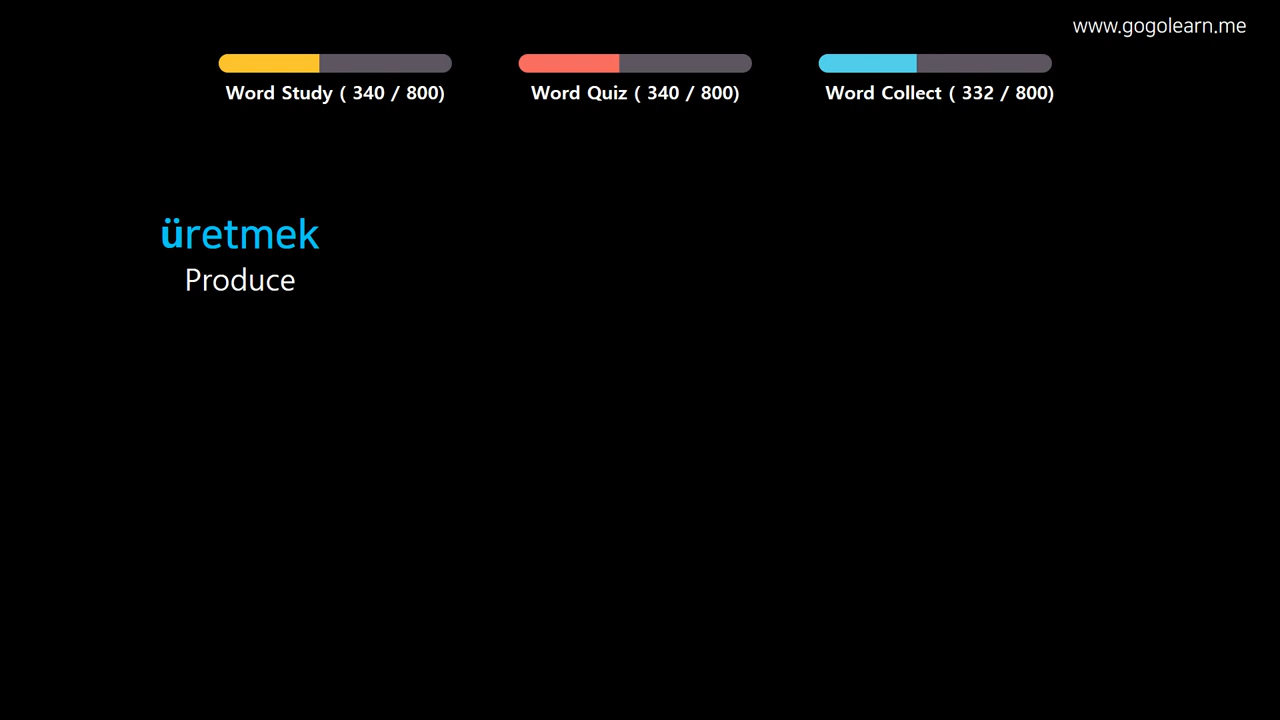 www.gogolearn.me
Word Study ( 340 / 800)
Word Quiz ( 340 / 800)
Word Collect ( 332 / 800)
üretmek
Produce